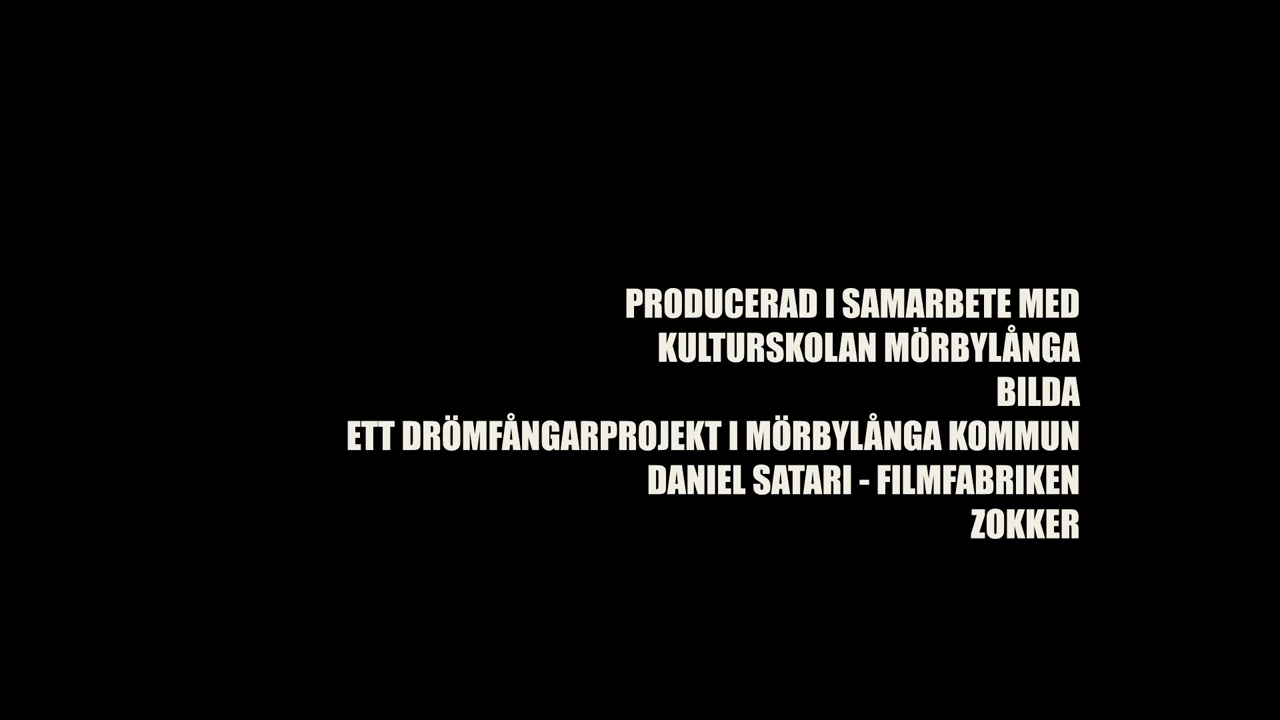 PRODUCERAD I SAMARBETE MED
KULTURSKOLAN MÖRBYLÅNGA
BILDA
ETT DRÖMFÅNGARPROJEKT I MÖRBYLÅNGA KOMMUN
DANIEL SATARI - FILMFABRIKEN
ZOKKER